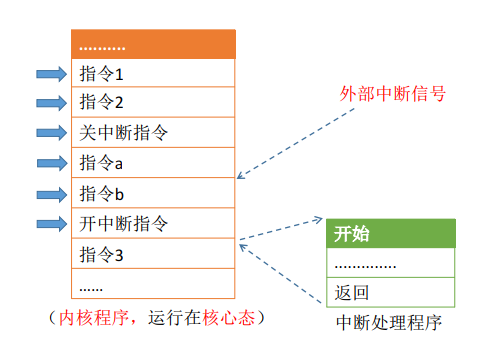 ..........
指令1
指令2
关中断指令
指令a
指令b
开中断指令
指令3
......
（内核程序，运行在核心态）
外部中断信号
开始
..............
返回
中断处理程序